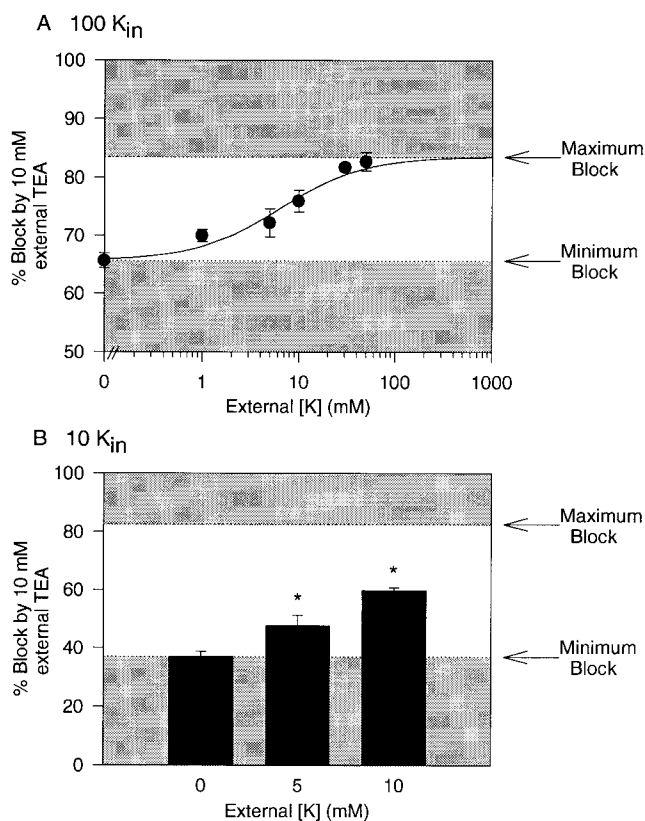 A 100 Kin
% Block by 10 mM
external TEA
100
90
80
70
60
50
Maximum
Block
Minimum
Block
0 1 10 100 1000
External [K] (mM)
B 10 Kin
% Block by 10 mM
external TEA
100
80
60
40
20
0
* *
Maximum
Block
Minimum
Block
0 5 10
External [K] (mM)